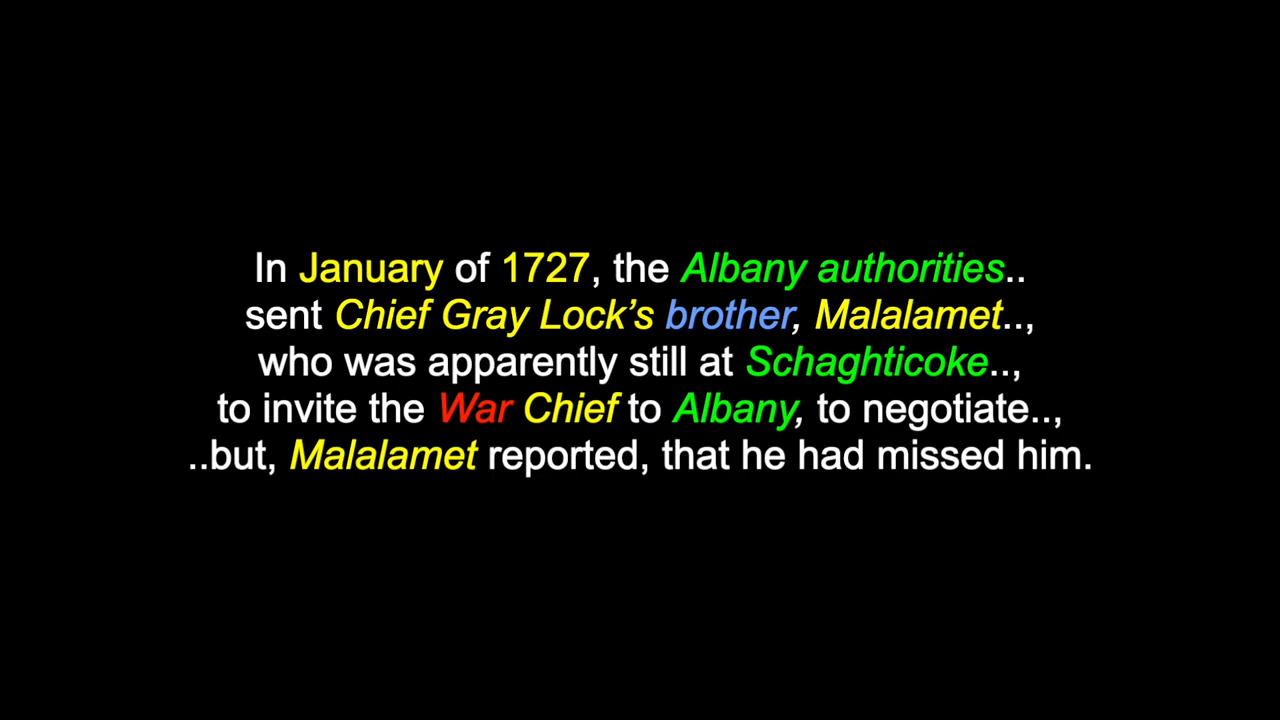 In January of 1727, the Albany authorities..
sent Chief Gray Lock’s brother, Malalamet..,
who was apparently still at Schaghticoke..,
to invite the War Chief to Albany, to negotiate..,
..but, Malalamet reported, that he had missed him.